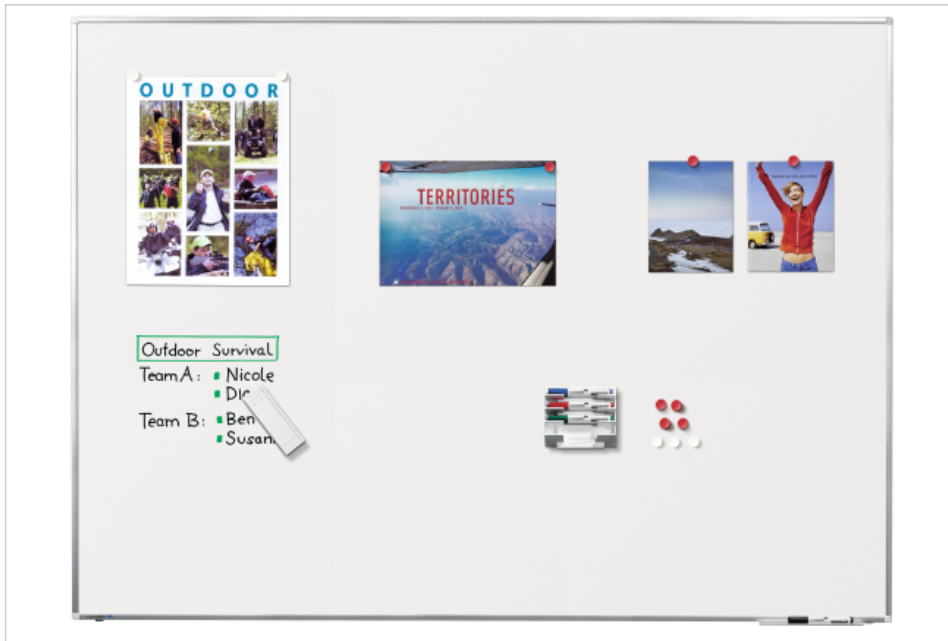 OUTDOOR
TERRITORIES
Outdoor Survival
Team A: Nicole
Team B: Ben